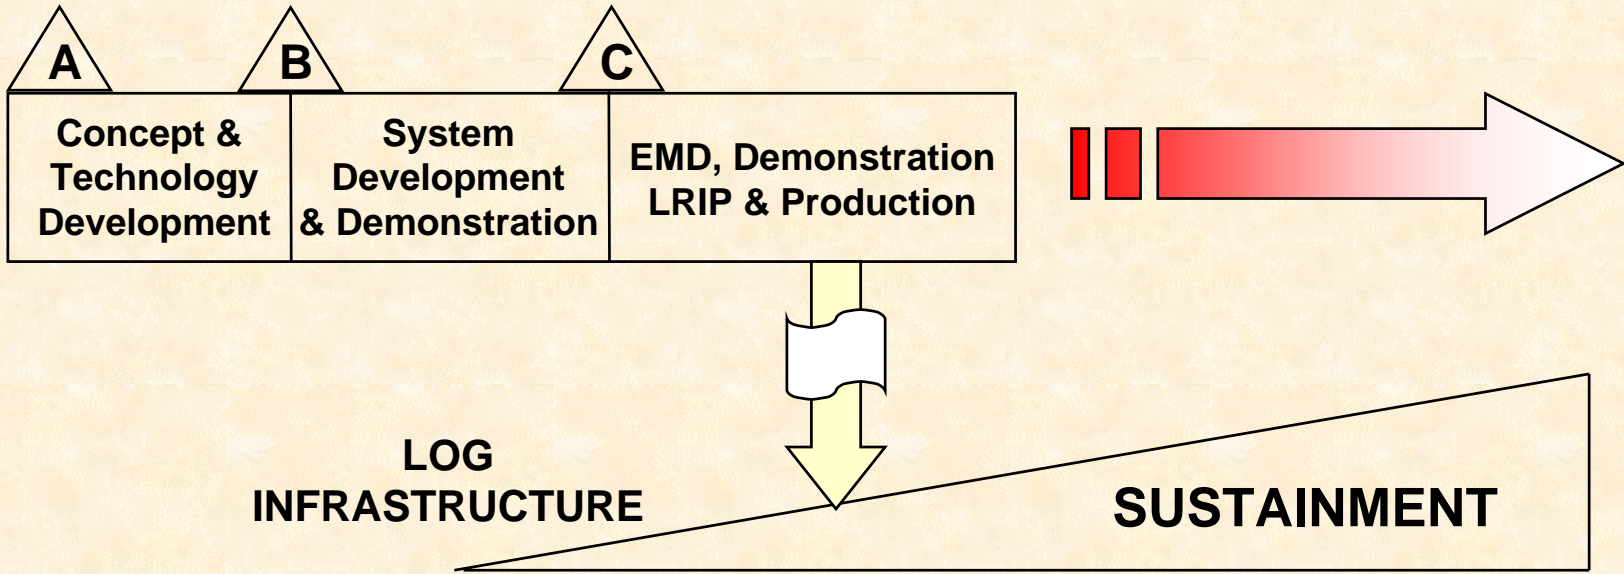 A
B
C
Concept &
Technology
Development
System
Development
& Demonstration
EMD, Demonstration
LRIP & Production
LOG
INFRASTRUCTURE
SUSTAINMENT